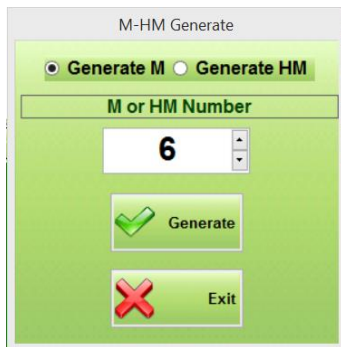 M-HM Generate
Generate M Generate HM
M or HM Number
6
Generate
Exit